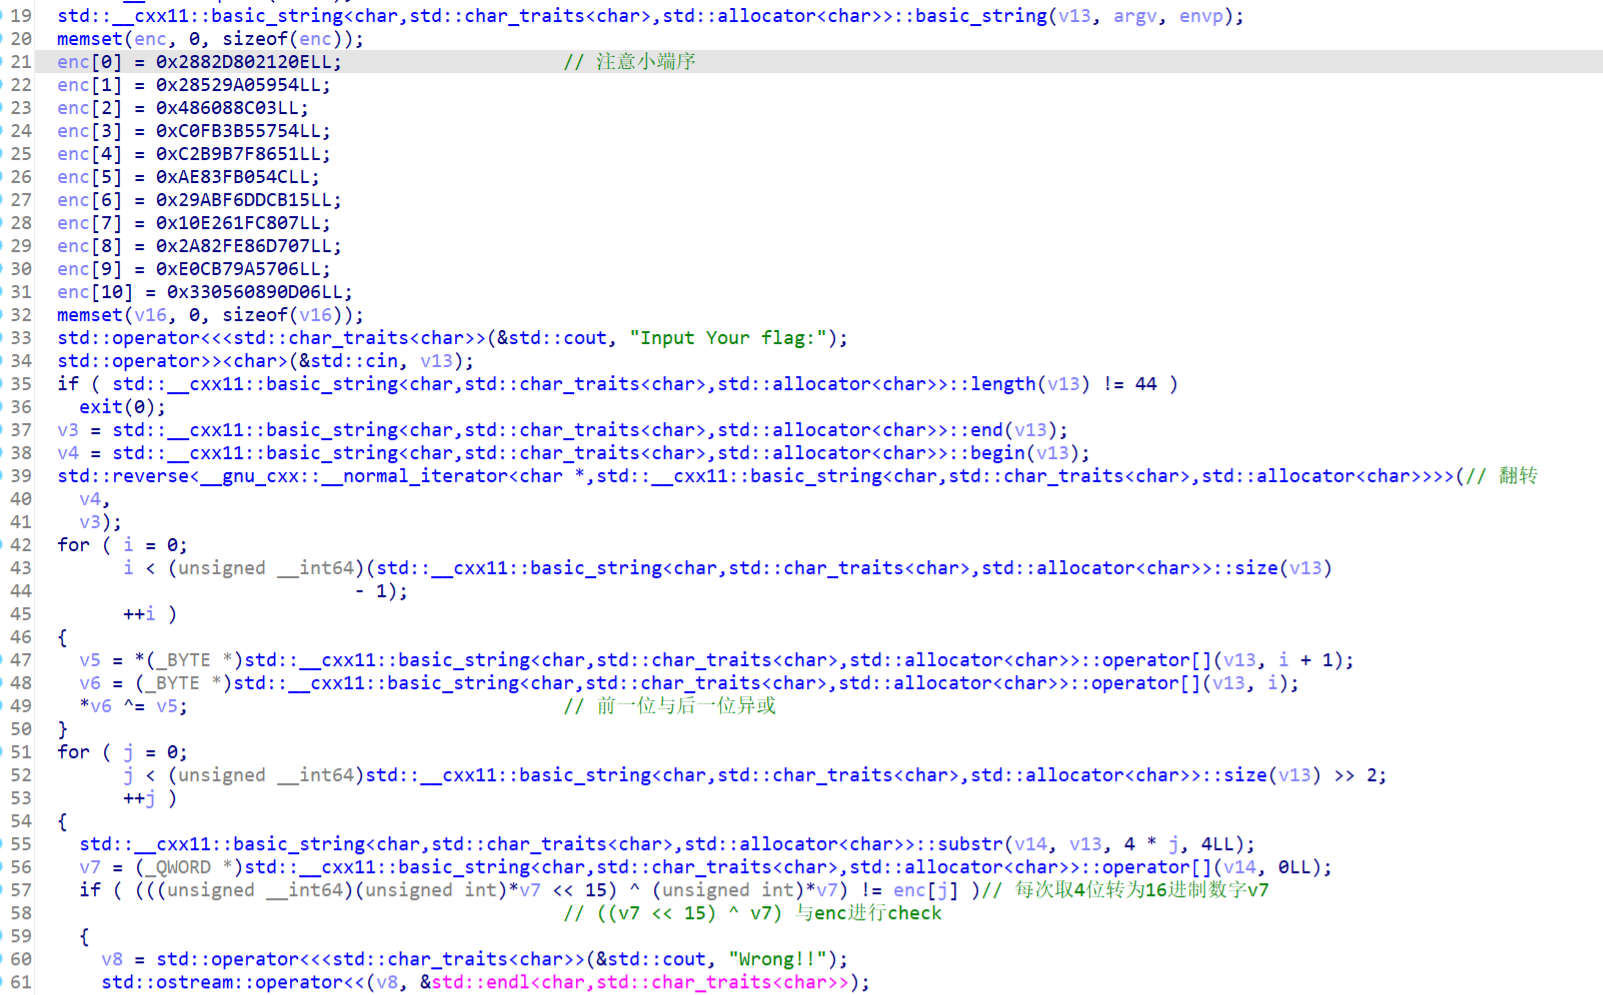 19 std::__cxx11::basic_string<char,std::char_traits<char>,std::allocator<char>>::basic_string(v13, argv, envp);
20 memset(enc, 0, sizeof(enc));
21 enc[0] = 0x2882D802120ELL; // 注意小端序
22 enc[1] = 0x28529A05954LL;
23 enc[2] = 0x486088C03LL;
24 enc[3] = 0xC0FB3B55754LL;
25 enc[4] = 0xC2B9B7F8651LL;
26 enc[5] = 0xAE83FB054CLL;
27 enc[6] = 0x29ABF6DDCB15LL;
28 enc[7] = 0x10E261FC807LL;
29 enc[8] = 0x2A82FE86D707LL;
30 enc[9] = 0xE0CB79A5706LL;
31 enc[10] = 0x330560890D06LL;
32 memset(v16, 0, sizeof(v16));
33 std::operator<<<std::char_traits<char>>(&std::cout, "Input Your flag:");
34 std::operator>><char>(&std::cin, v13);
35 if ( std::__cxx11::basic_string<char,std::char_traits<char>,std::allocator<char>>::length(v13) != 44 )
36 exit(0);
37 v3 = std::__cxx11::basic_string<char,std::char_traits<char>,std::allocator<char>>::end(v13);
38 v4 = std::__cxx11::basic_string<char,std::char_traits<char>,std::allocator<char>>::begin(v13);
39 std::reverse<__gnu_cxx::__normal_iterator<char *,std::__cxx11::basic_string<char,std::char_traits<char>,std::allocator<char>>>>(// 翻转
40 v4,
41 v3);
42 for ( i = 0;
43 i < (unsigned __int64)(std::__cxx11::basic_string<char,std::char_traits<char>,std::allocator<char>>::size(v13)
44 - 1);
45 ++i )
46 {
47 v5 = *(_BYTE *)std::__cxx11::basic_string<char,std::char_traits<char>,std::allocator<char>>::operator[](v13, i + 1);
48 v6 = (_BYTE *)std::__cxx11::basic_string<char,std::char_traits<char>,std::allocator<char>>::operator[](v13, i);
49 *v6 ^= v5; // 前一位与后一位异或
50 }
51 for ( j = 0;
52 j < (unsigned __int64)std::__cxx11::basic_string<char,std::char_traits<char>,std::allocator<char>>::size(v13) >> 2;
53 ++j )
54 {
55 std::__cxx11::basic_string<char,std::char_traits<char>,std::allocator<char>>::substr(v14, v13, 4 * j, 4LL);
56 v7 = (_QWORD *)std::__cxx11::basic_string<char,std::char_traits<char>,std::allocator<char>>::operator[](v14, 0LL);
57 if ( (((unsigned __int64)(unsigned int)*v7 << 15) ^ (unsigned int)*v7) != enc[j] )// 每次取4位转为16进制数字v7
58 // ((v7 << 15) ^ v7) 与enc进行check
59 {
60 v8 = std::operator<<<std::char_traits<char>>(&std::cout, "Wrong!!");
61 std::ostream::operator<<(v8, &std::endl<char,std::char_traits<char>>);